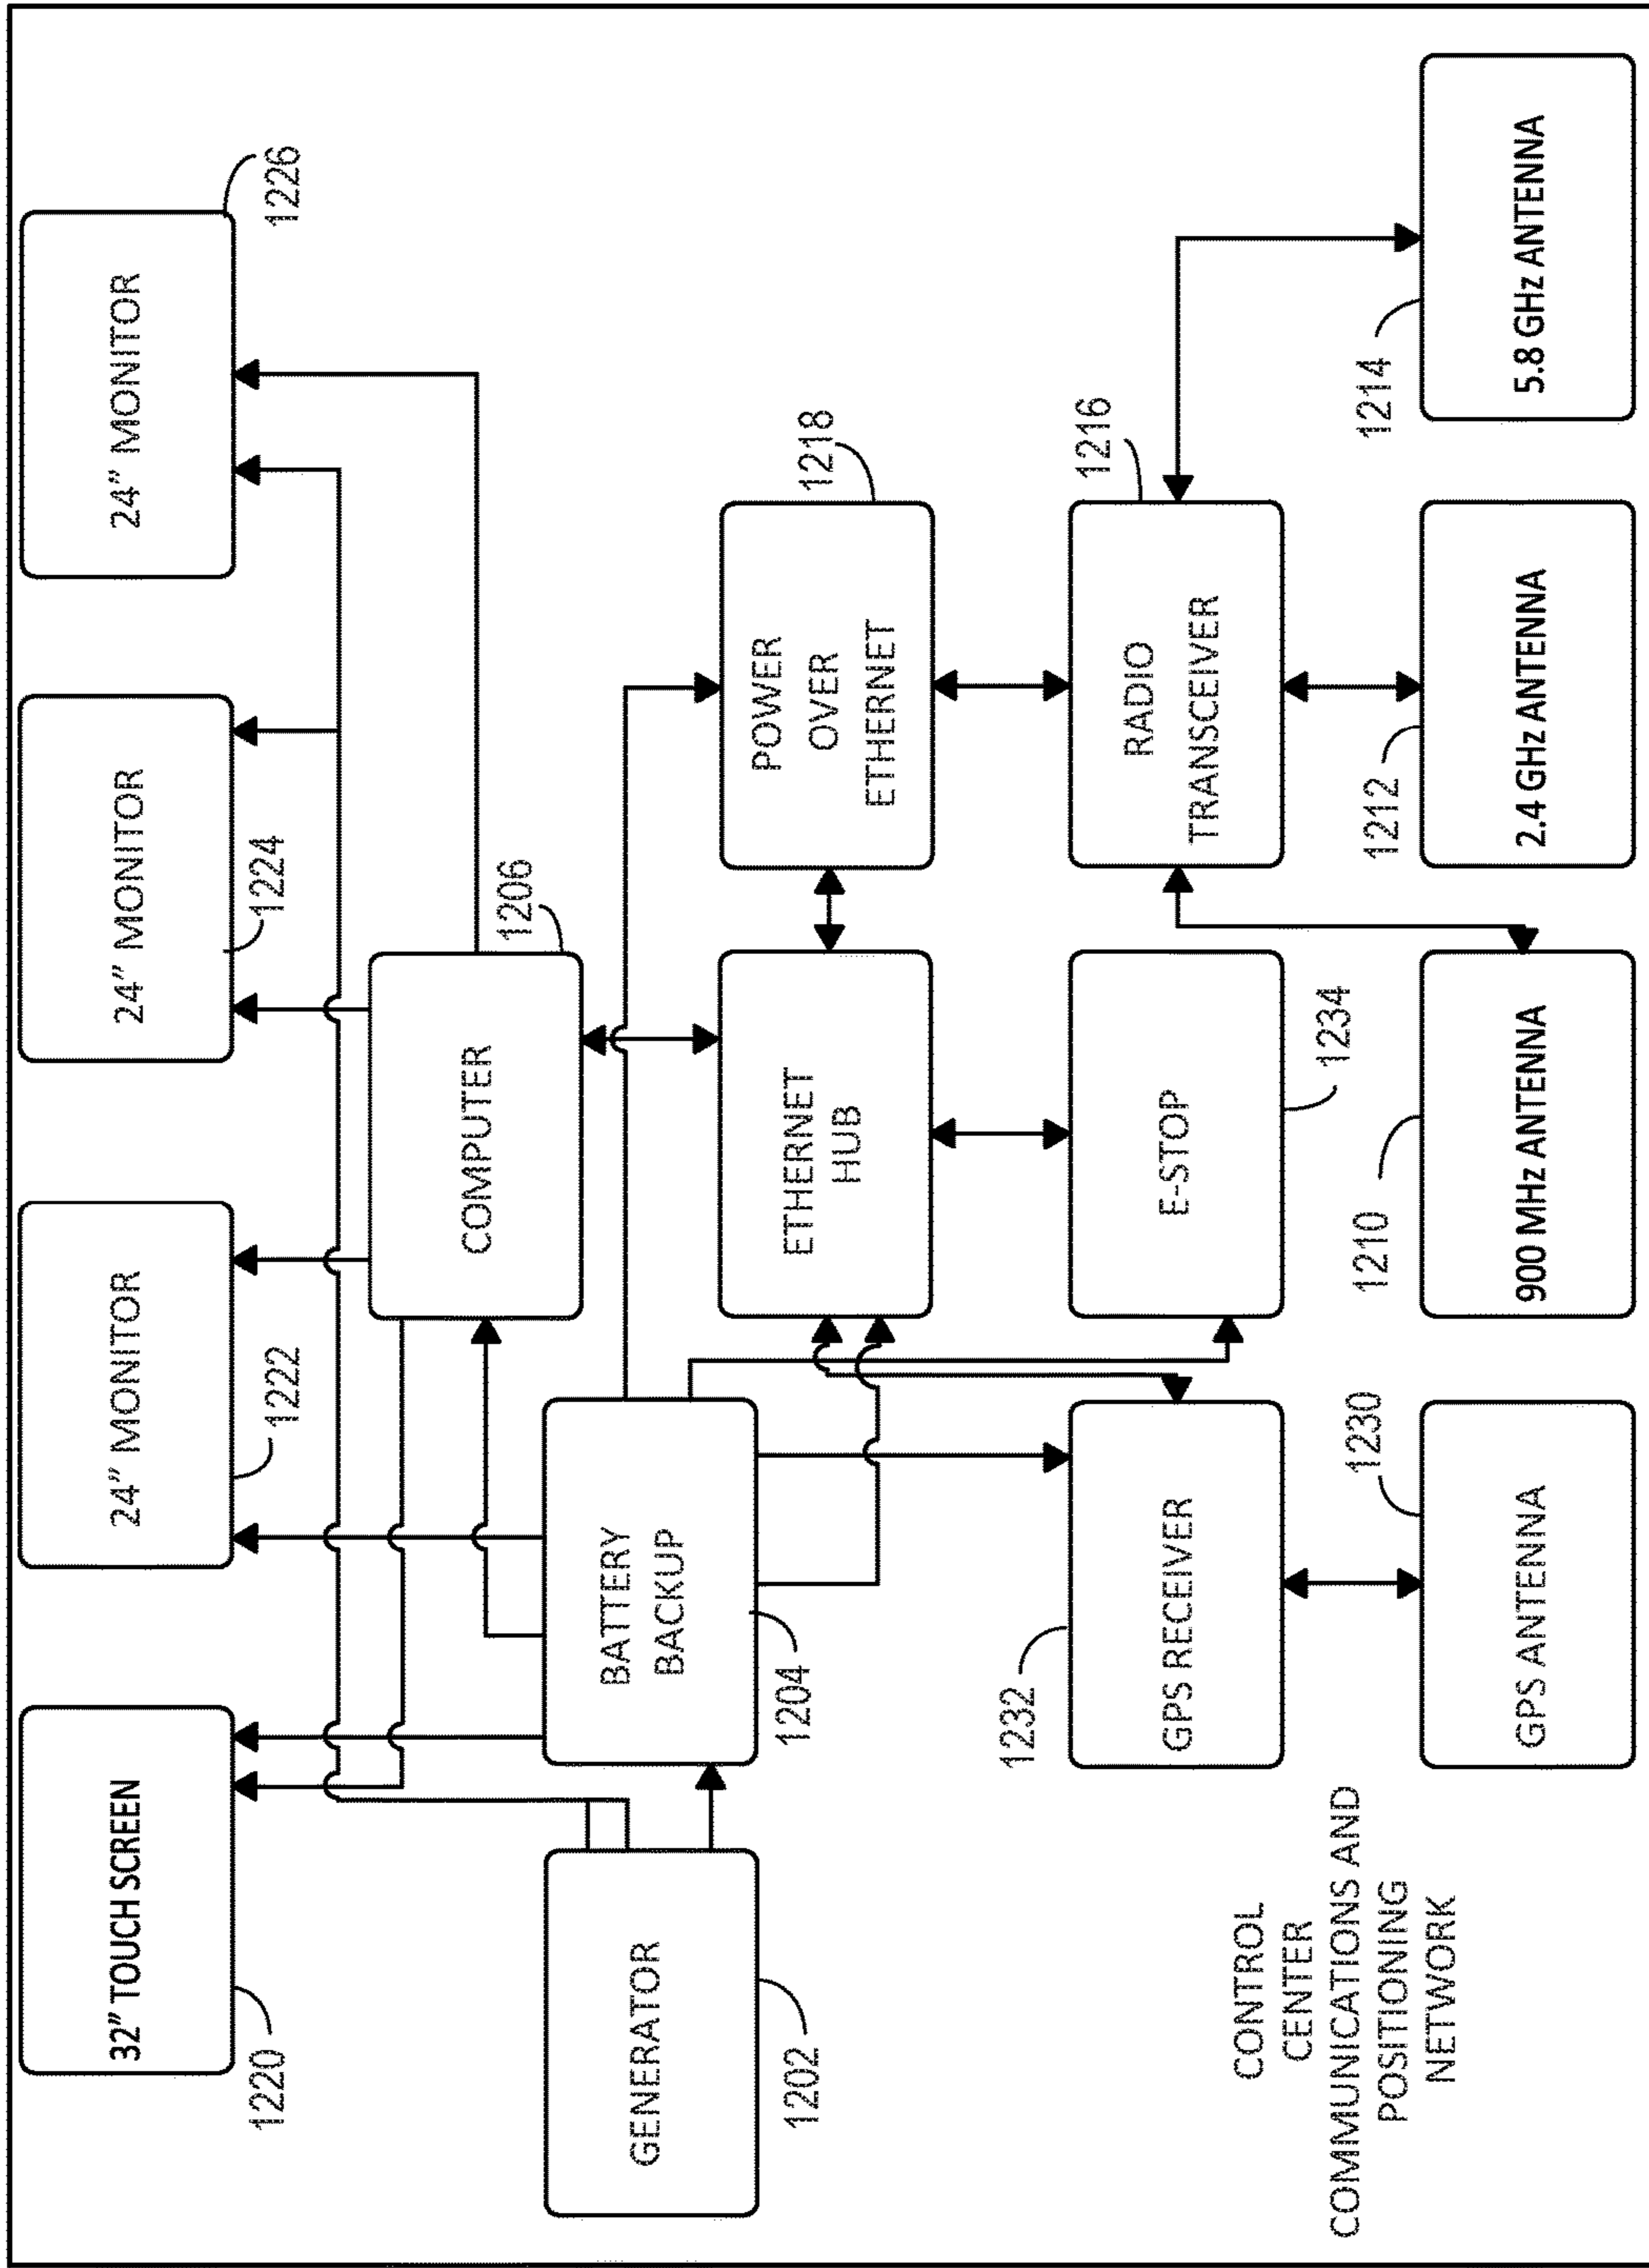 32” TOUCH SCREEN
1220
24” MONITOR
1222
24” MONITOR
1224
24” MONITOR
1226
COMPUTER
1206
GENERATOR
1202
BATTERY
BACKUP
1204
ETHERNET
HUB
POWER
OVER
ETHERNET
1218
GPS RECEIVER
1232
E-STOP
1234
RADIO
TRANSCEIVER
1216
GPS ANTENNA
1230
900 MHz ANTENNA
1210
2.4 GHz ANTENNA
1212
5.8 GHz ANTENNA
1214
CONTROL
CENTER
COMMUNICATIONS AND
POSITIONING
NETWORK